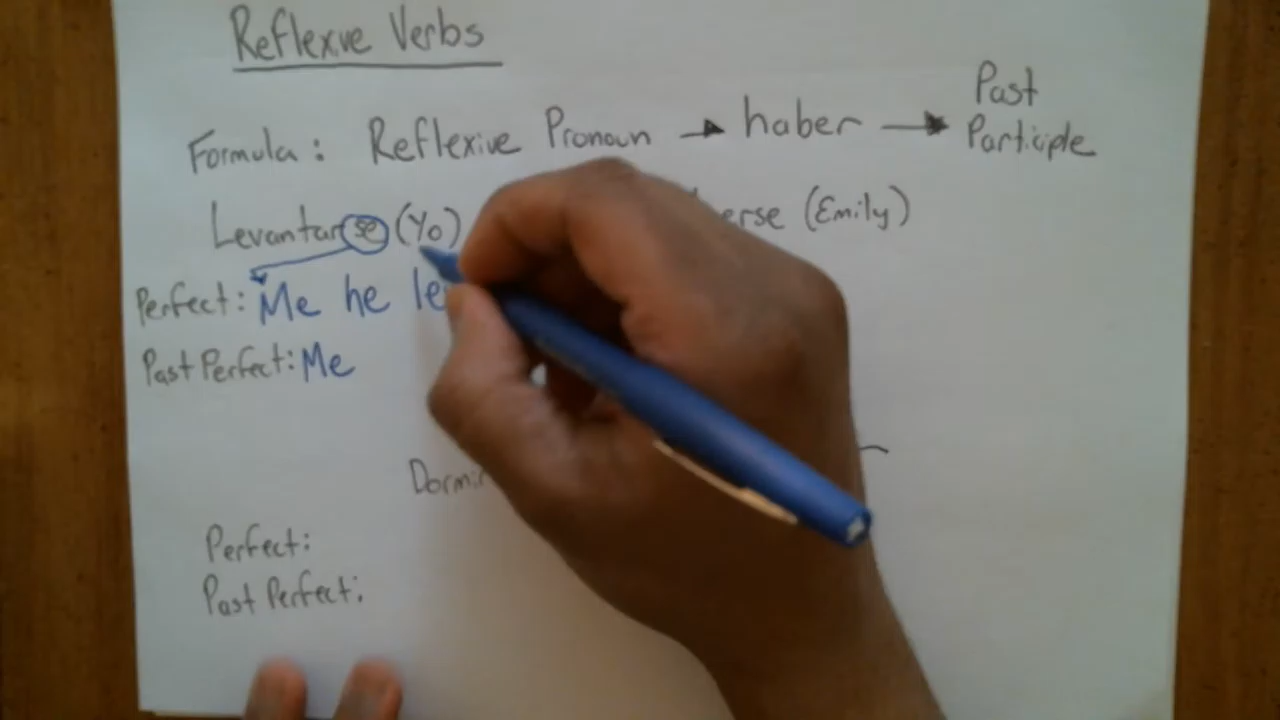 Reflexive Verbs
Formula: Reflexive Pronoun → haber → Past Participle
Levantarse (Yo) (Emily)
Perfect: Me he
Past Perfect: Me
Perfect:
Past Perfect: